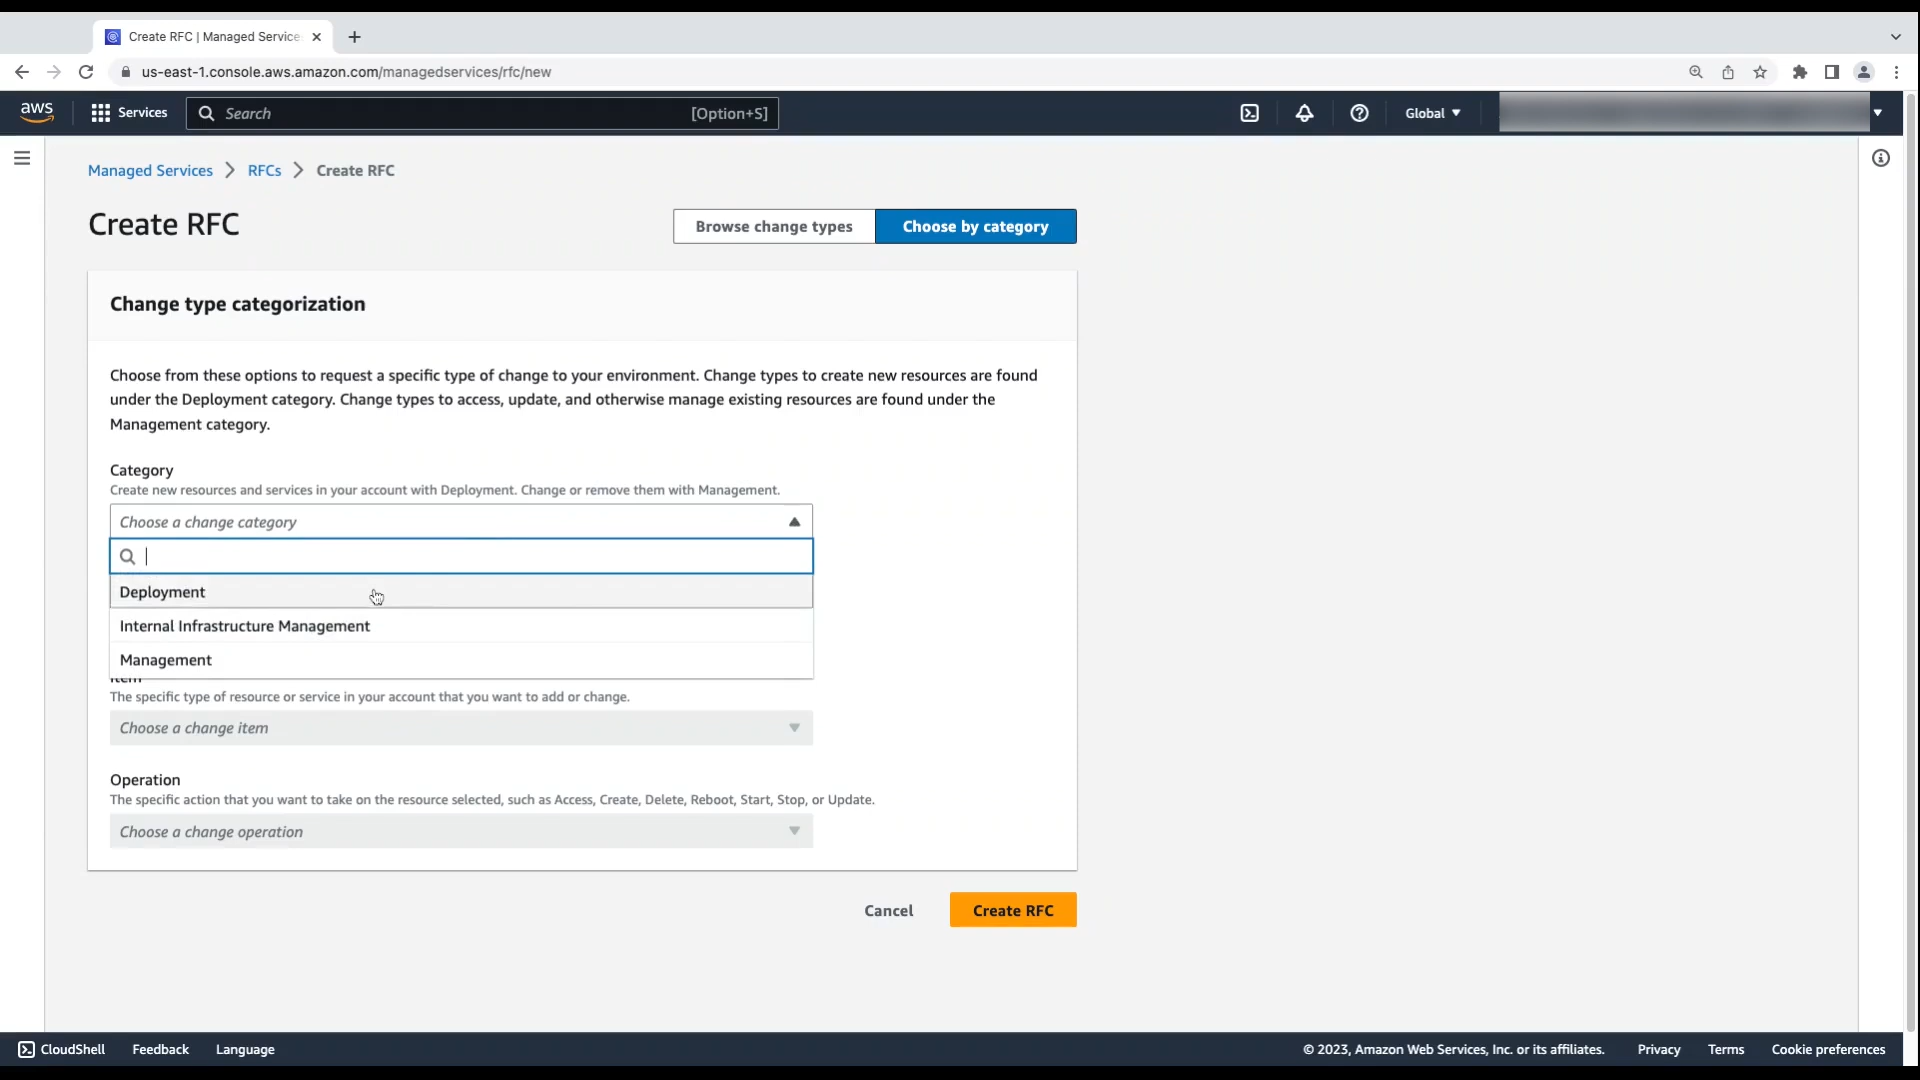 Create RFC | Managed Service
us-east-1.console.aws.amazon.com/managedservices/rfc/new
aws
Services
Search
[Option+S]
Global
Managed Services
RFCs
Create RFC
Create RFC
Browse change types
Choose by category
Change type categorization
Choose from these options to request a specific type of change to your environment. Change types to create new resources are found
under the Deployment category. Change types to access, update, and otherwise manage existing resources are found under the
Management category.
Category
Create new resources and services in your account with Deployment. Change or remove them with Management.
Choose a change category
Deployment
Internal Infrastructure Management
Management
Item
The specific type of resource or service in your account that you want to add or change.
Choose a change item
Operation
The specific action that you want to take on the resource selected, such as Access, Create, Delete, Reboot, Start, Stop, or Update.
Choose a change operation
Cancel
Create RFC
CloudShell
Feedback
Language
© 2023, Amazon Web Services, Inc. or its affiliates.
Privacy
Terms
Cookie preferences